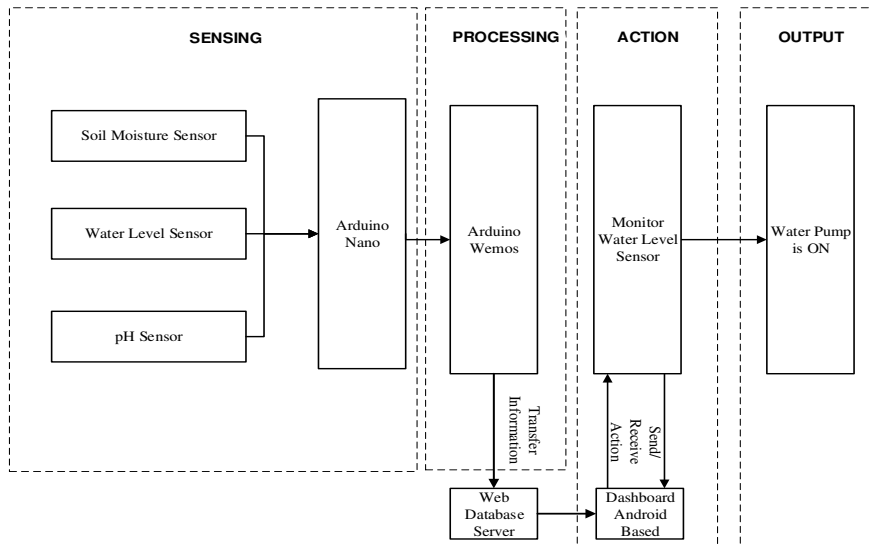 SENSING
PROCESSING
ACTION
OUTPUT
Soil Moisture Sensor
Water Level Sensor
pH Sensor
Arduino
Nano
Arduino
Wemos
Monitor
Water Level
Sensor
Water Pump
is ON
Transfer
Information
Send/
Receive
Action
Web
Database
Server
Dashboard
Android
Based